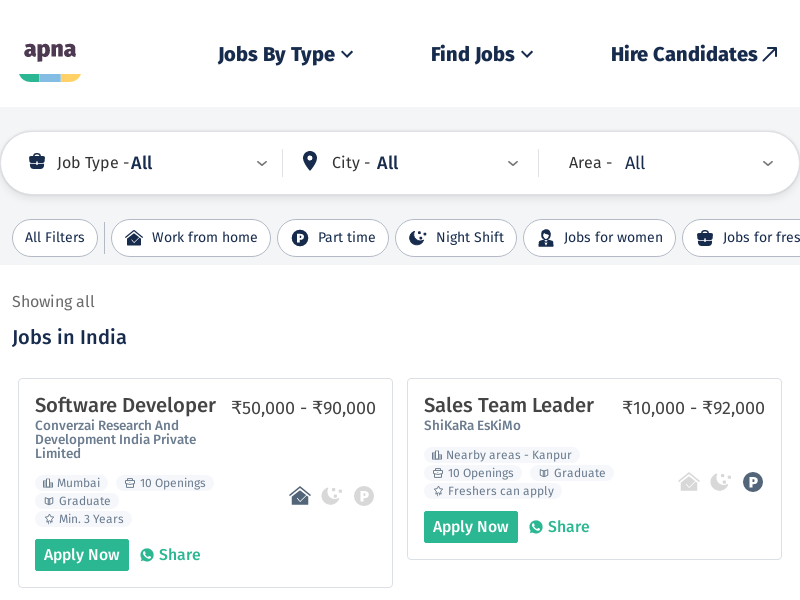 apna
Jobs By Type
Find Jobs
Hire Candidates
Job Type - All
City - All
Area - All
All Filters
Work from home
P Part time
Night Shift
Jobs for women
Jobs for fres
Showing all
Jobs in India
Software Developer
₹50,000 - ₹90,000
Converzai Research And
Development India Private
Limited
Mumbai
10 Openings
Graduate
Min. 3 Years
P
Apply Now
Share
Sales Team Leader
₹10,000 - ₹92,000
ShiKaRa EsKiMo
Nearby areas - Kanpur
10 Openings
Graduate
Freshers can apply
P
Apply Now
Share